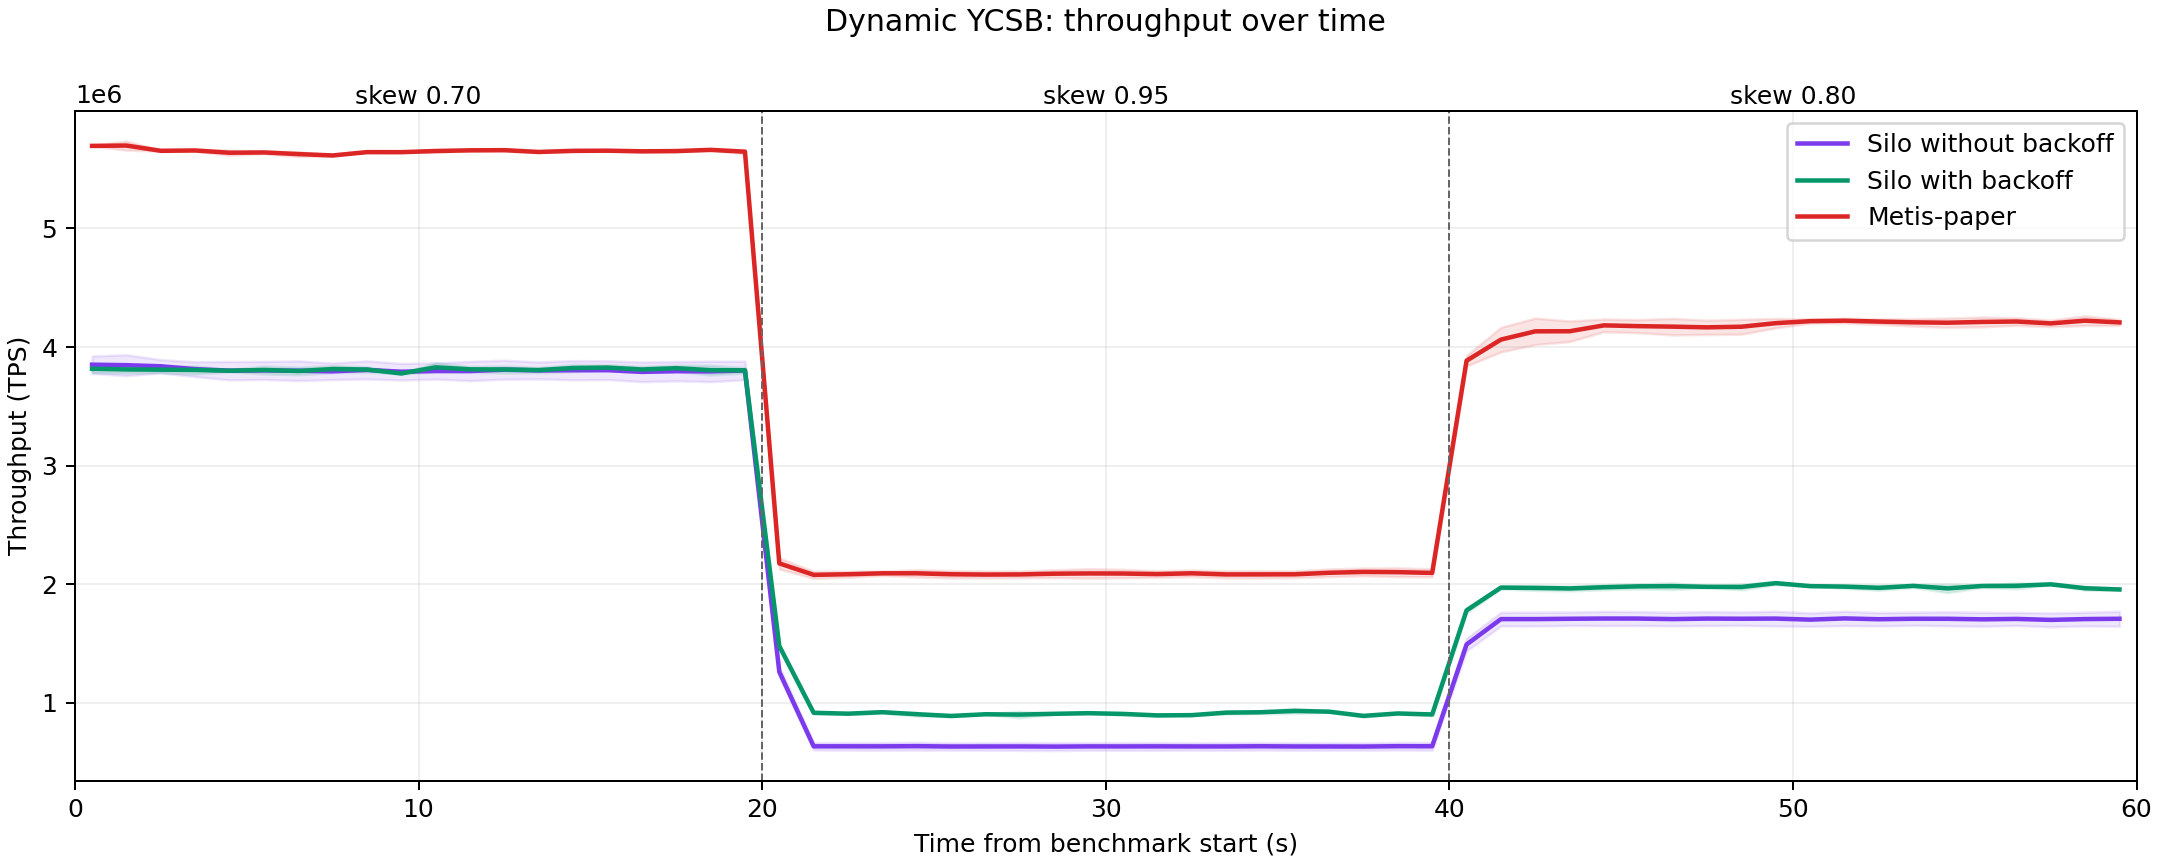 Dynamic YCSB: throughput over time
1e6
skew 0.70
skew 0.95
skew 0.80
Silo without backoff
Silo with backoff
Metis-paper
Throughput (TPS)
5
4
3
2
1
0
10
20
30
40
50
60
Time from benchmark start (s)